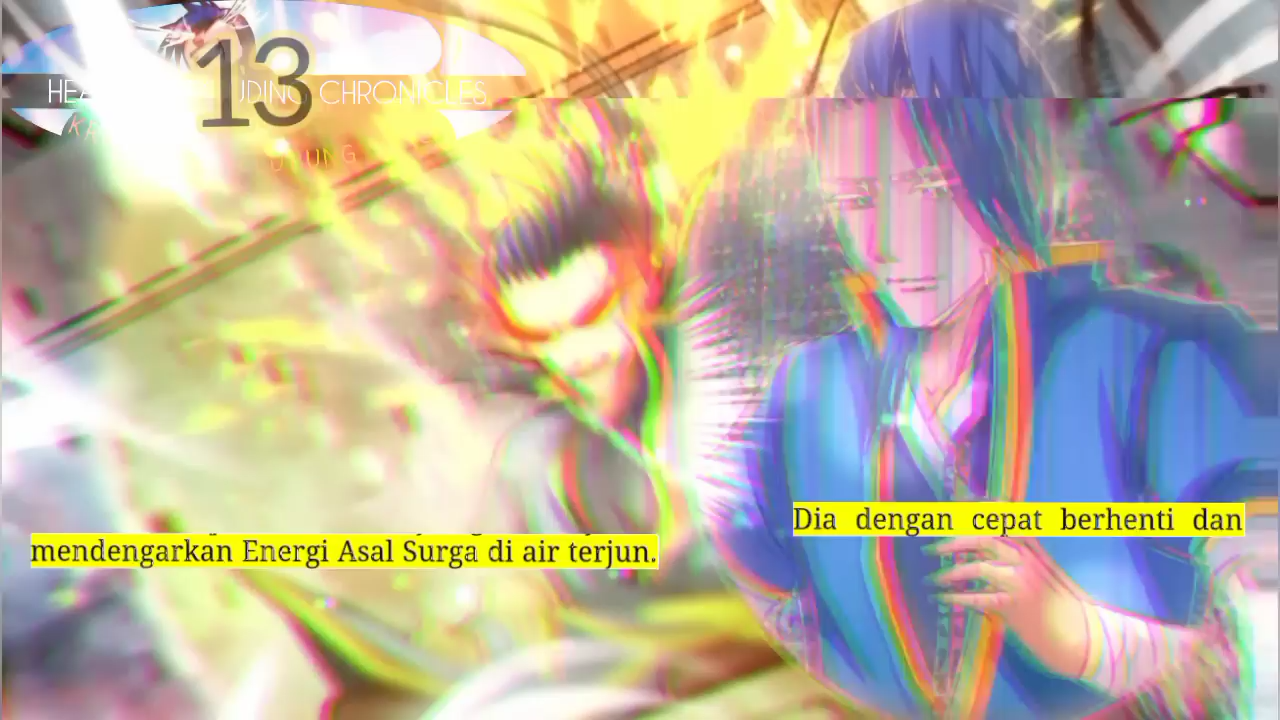 13
CHRONICLES
Dia dengan cepat berhenti dan
mendengarkan Energi Asal Surga di air terjun.